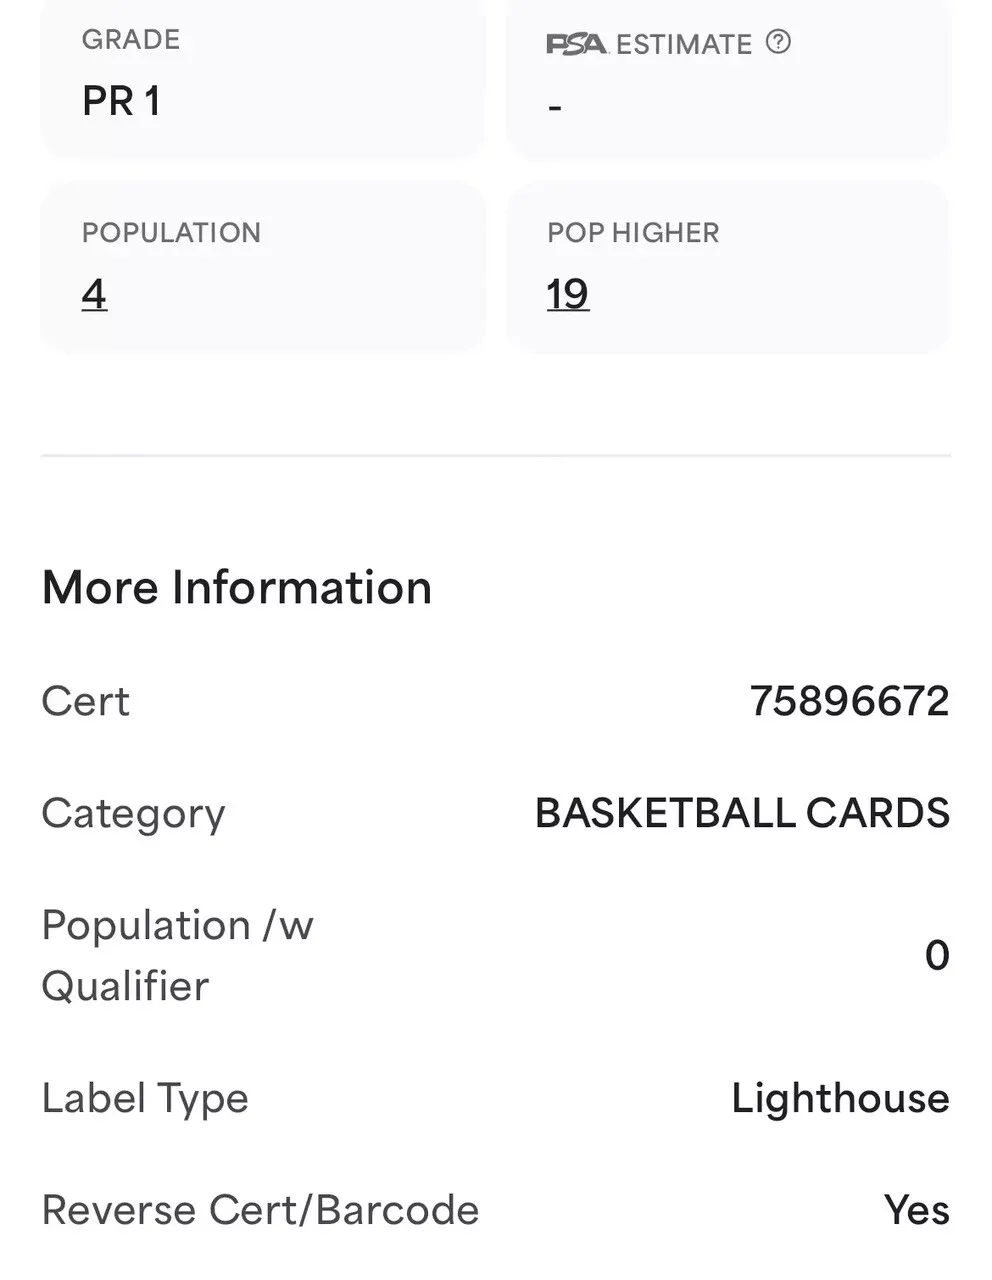 GRADE
PR 1
PSA ESTIMATE ?
-
POPULATION
4
POP HIGHER
19
More Information
Cert
75896672
Category
BASKETBALL CARDS
Population /w
Qualifier
0
Label Type
Lighthouse
Reverse Cert/Barcode
Yes